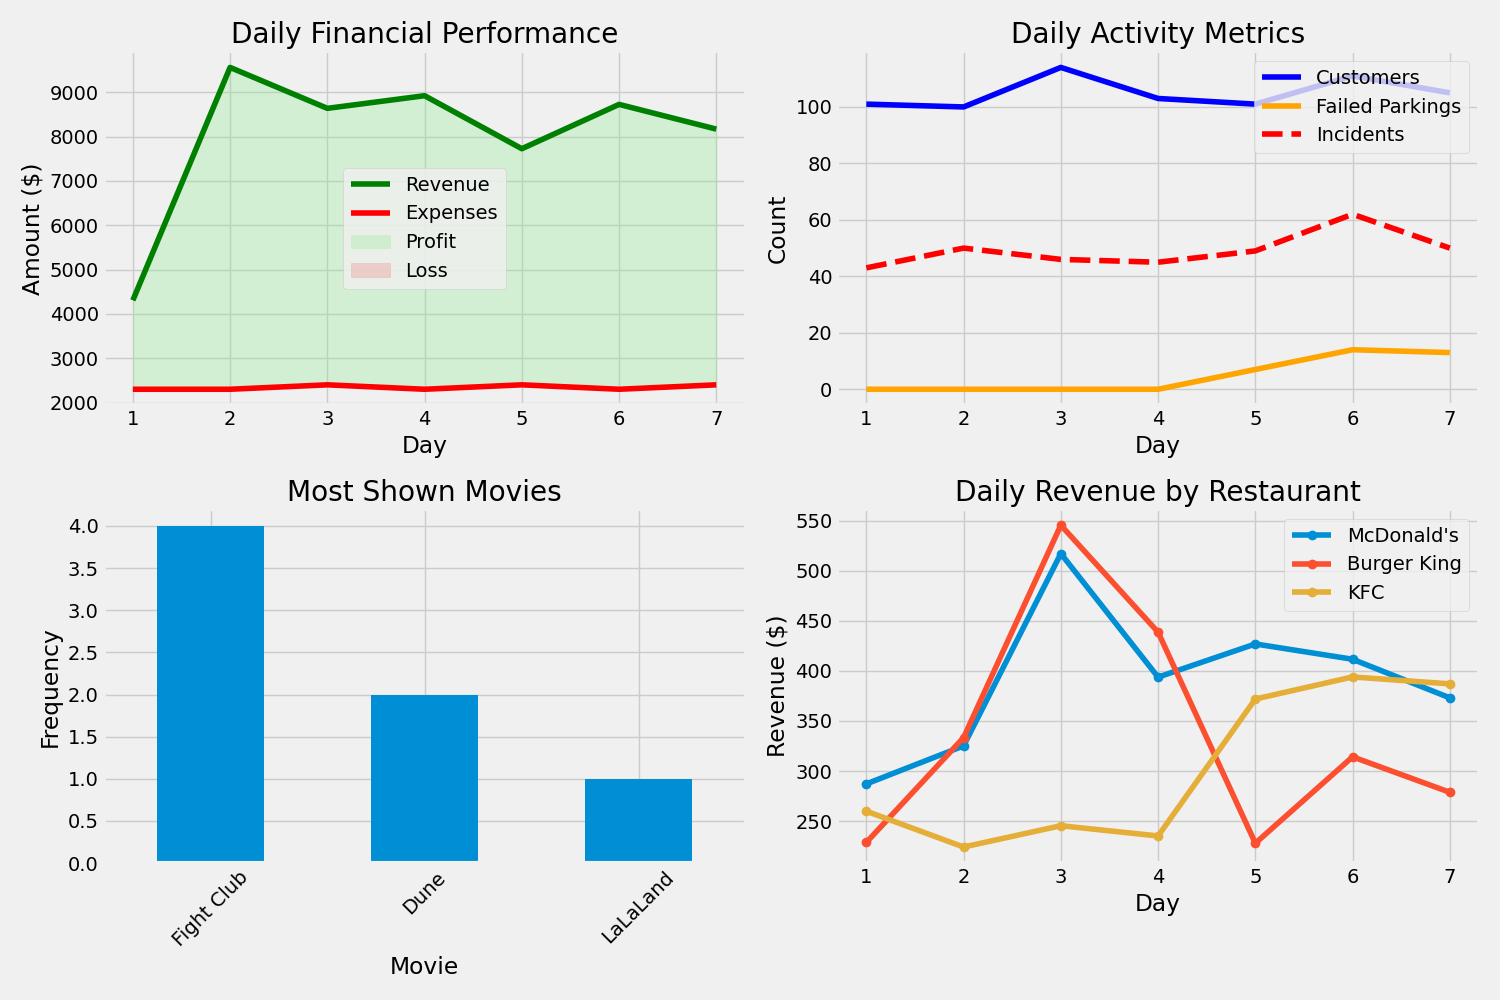 Daily Financial Performance
Amount ($)
9000
8000
7000
6000
5000
4000
3000
2000
Revenue
Expenses
Profit
Loss
1 2 3 4 5 6 7
Day
Daily Activity Metrics
Count
100
80
60
40
20
0
Customers
Failed Parkings
Incidents
1 2 3 4 5 6 7
Day
Most Shown Movies
Frequency
4.0
3.5
3.0
2.5
2.0
1.5
1.0
0.5
0.0
Fight Club
Dune
LaLaLand
Movie
Daily Revenue by Restaurant
Revenue ($)
550
500
450
400
350
300
250
McDonald's
Burger King
KFC
1 2 3 4 5 6 7
Day